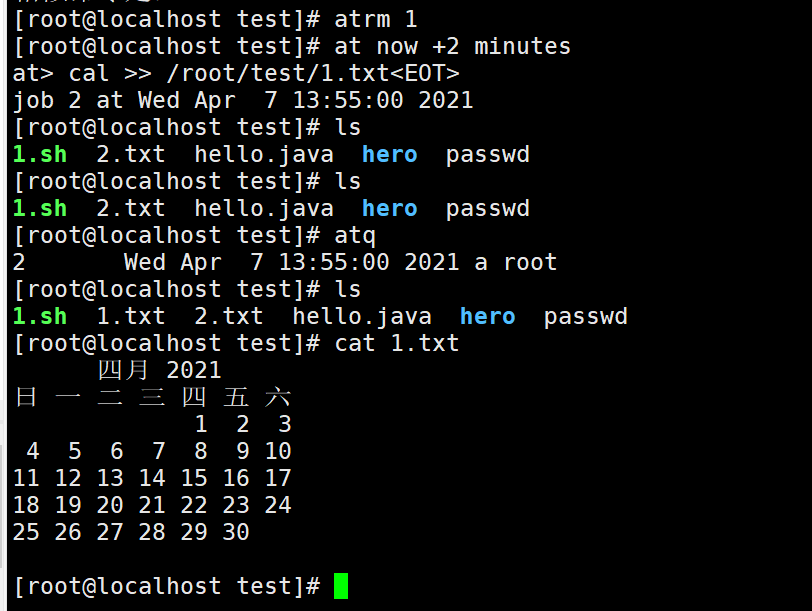 [root@localhost test]# atrm 1
[root@localhost test]# at now +2 minutes
at> cal >> /root/test/1.txt<EOT>
job 2 at Wed Apr  7 13:55:00 2021
[root@localhost test]# ls
1.sh  2.txt  hello.java  hero  passwd
[root@localhost test]# ls
1.sh  2.txt  hello.java  hero  passwd
[root@localhost test]# atq
2       Wed Apr  7 13:55:00 2021 a root
[root@localhost test]# ls
1.sh  1.txt  2.txt  hello.java  hero  passwd
[root@localhost test]# cat 1.txt
      四月 2021
日 一 二 三 四 五 六
             1  2  3
 4  5  6  7  8  9 10
11 12 13 14 15 16 17
18 19 20 21 22 23 24
25 26 27 28 29 30
[root@localhost test]#